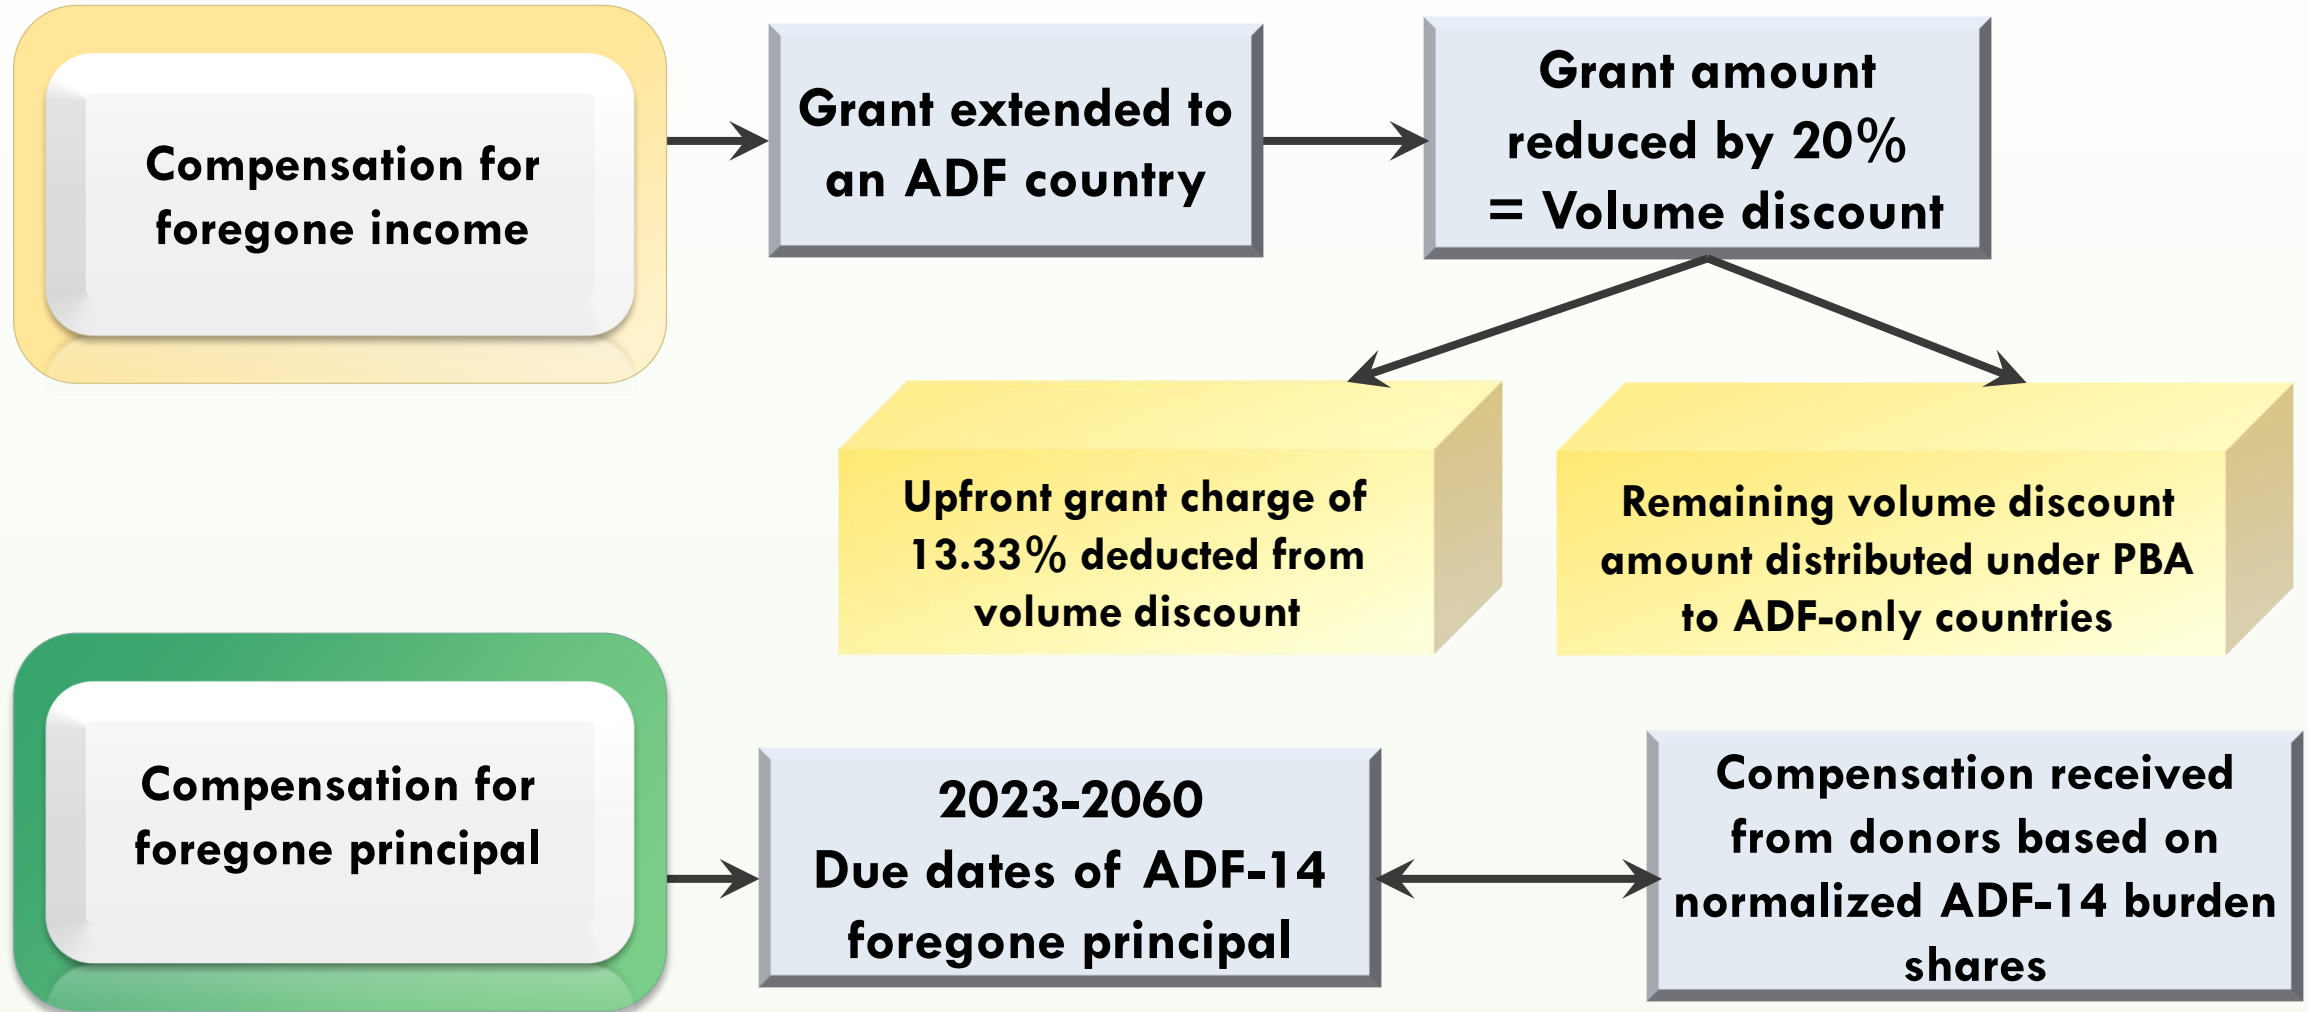 Compensation for
foregone income
Grant extended to
an ADF country
Grant amount
reduced by 20%
= Volume discount
Upfront grant charge of
13.33% deducted from
volume discount
Remaining volume discount
amount distributed under PBA
to ADF-only countries
Compensation for
foregone principal
2023-2060
Due dates of ADF-14
foregone principal
Compensation received
from donors based on
normalized ADF-14 burden
shares